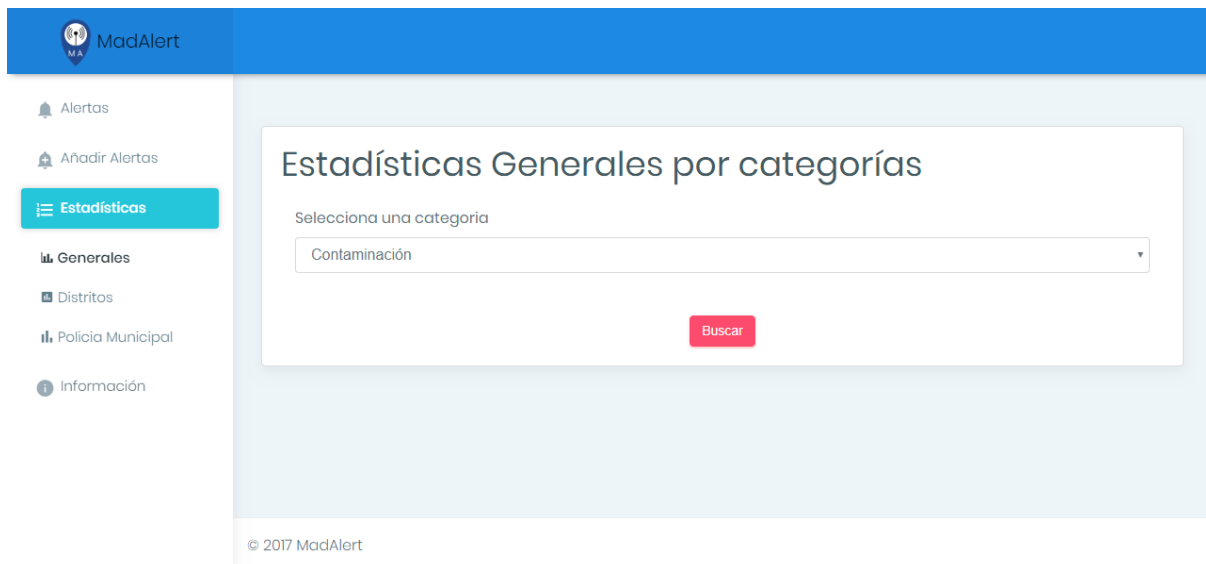 MA
MadAlert
Alertas
Añadir Alertas
Estadísticas
Generales
Distritos
Policia Municipal
Información
Estadísticas Generales por categorías
Selecciona una categoria
Contaminación
Buscar
© 2017 MadAlert